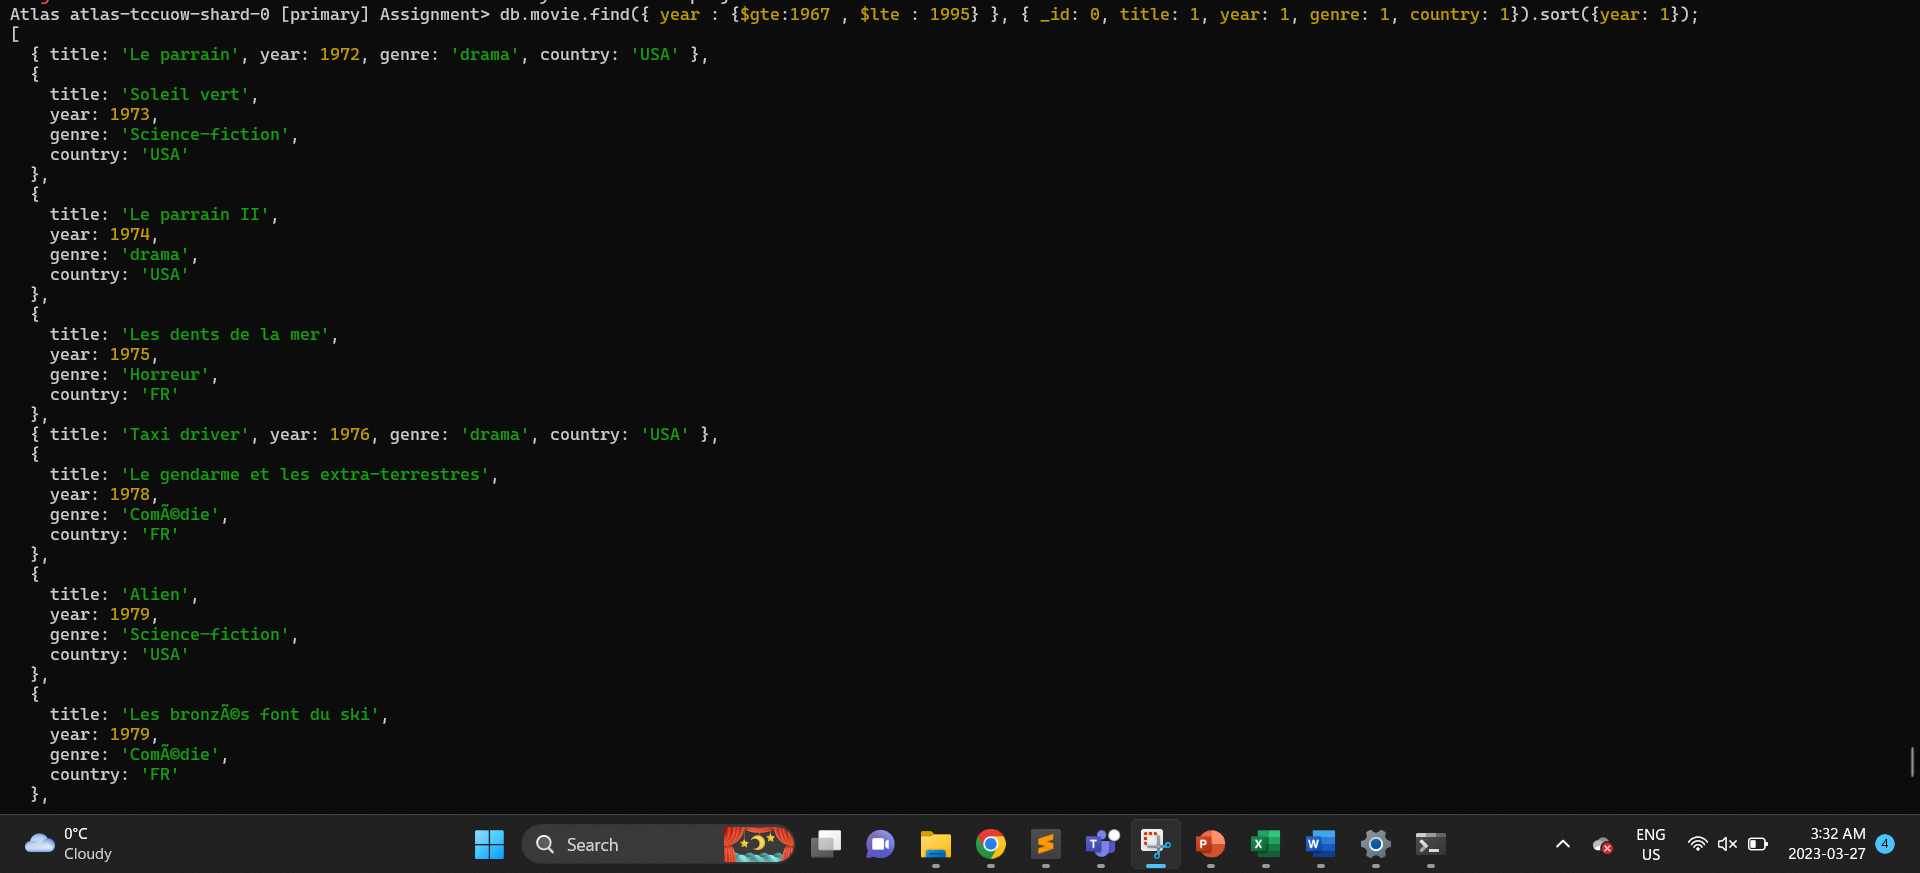 Atlas atlas-tccuow-shard-0 [primary] Assignment> db.movie.find({ year : {$gte:1967 , $lte : 1995} }, { _id: 0, title: 1, year: 1, genre: 1, country: 1}).sort({year: 1});
[
  { title: 'Le parrain', year: 1972, genre: 'drama', country: 'USA' },
  {
    title: 'Soleil vert',
    year: 1973,
    genre: 'Science-fiction',
    country: 'USA'
  },
  {
    title: 'Le parrain II',
    year: 1974,
    genre: 'drama',
    country: 'USA'
  },
  {
    title: 'Les dents de la mer',
    year: 1975,
    genre: 'Horreur',
    country: 'FR'
  },
  { title: 'Taxi driver', year: 1976, genre: 'drama', country: 'USA' },
  {
    title: 'Le gendarme et les extra-terrestres',
    year: 1978,
    genre: 'ComÃ©die',
    country: 'FR'
  },
  {
    title: 'Alien',
    year: 1979,
    genre: 'Science-fiction',
    country: 'USA'
  },
  {
    title: 'Les bronzÃ©s font du ski',
    year: 1979,
    genre: 'ComÃ©die',
    country: 'FR'
  },
0°C
Cloudy
Search
ENG
US
3:32 AM
2023-03-27
4